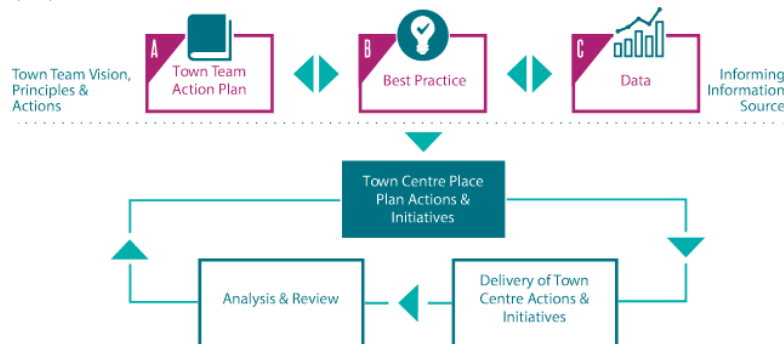 A
B
C
Town Team Vision,
Principles &
Actions
Town Team
Action Plan
Best Practice
Data
Informing
Information
Source
Town Centre Place
Plan Actions &
Initiatives
Analysis & Review
Delivery of Town
Centre Actions &
Initiatives